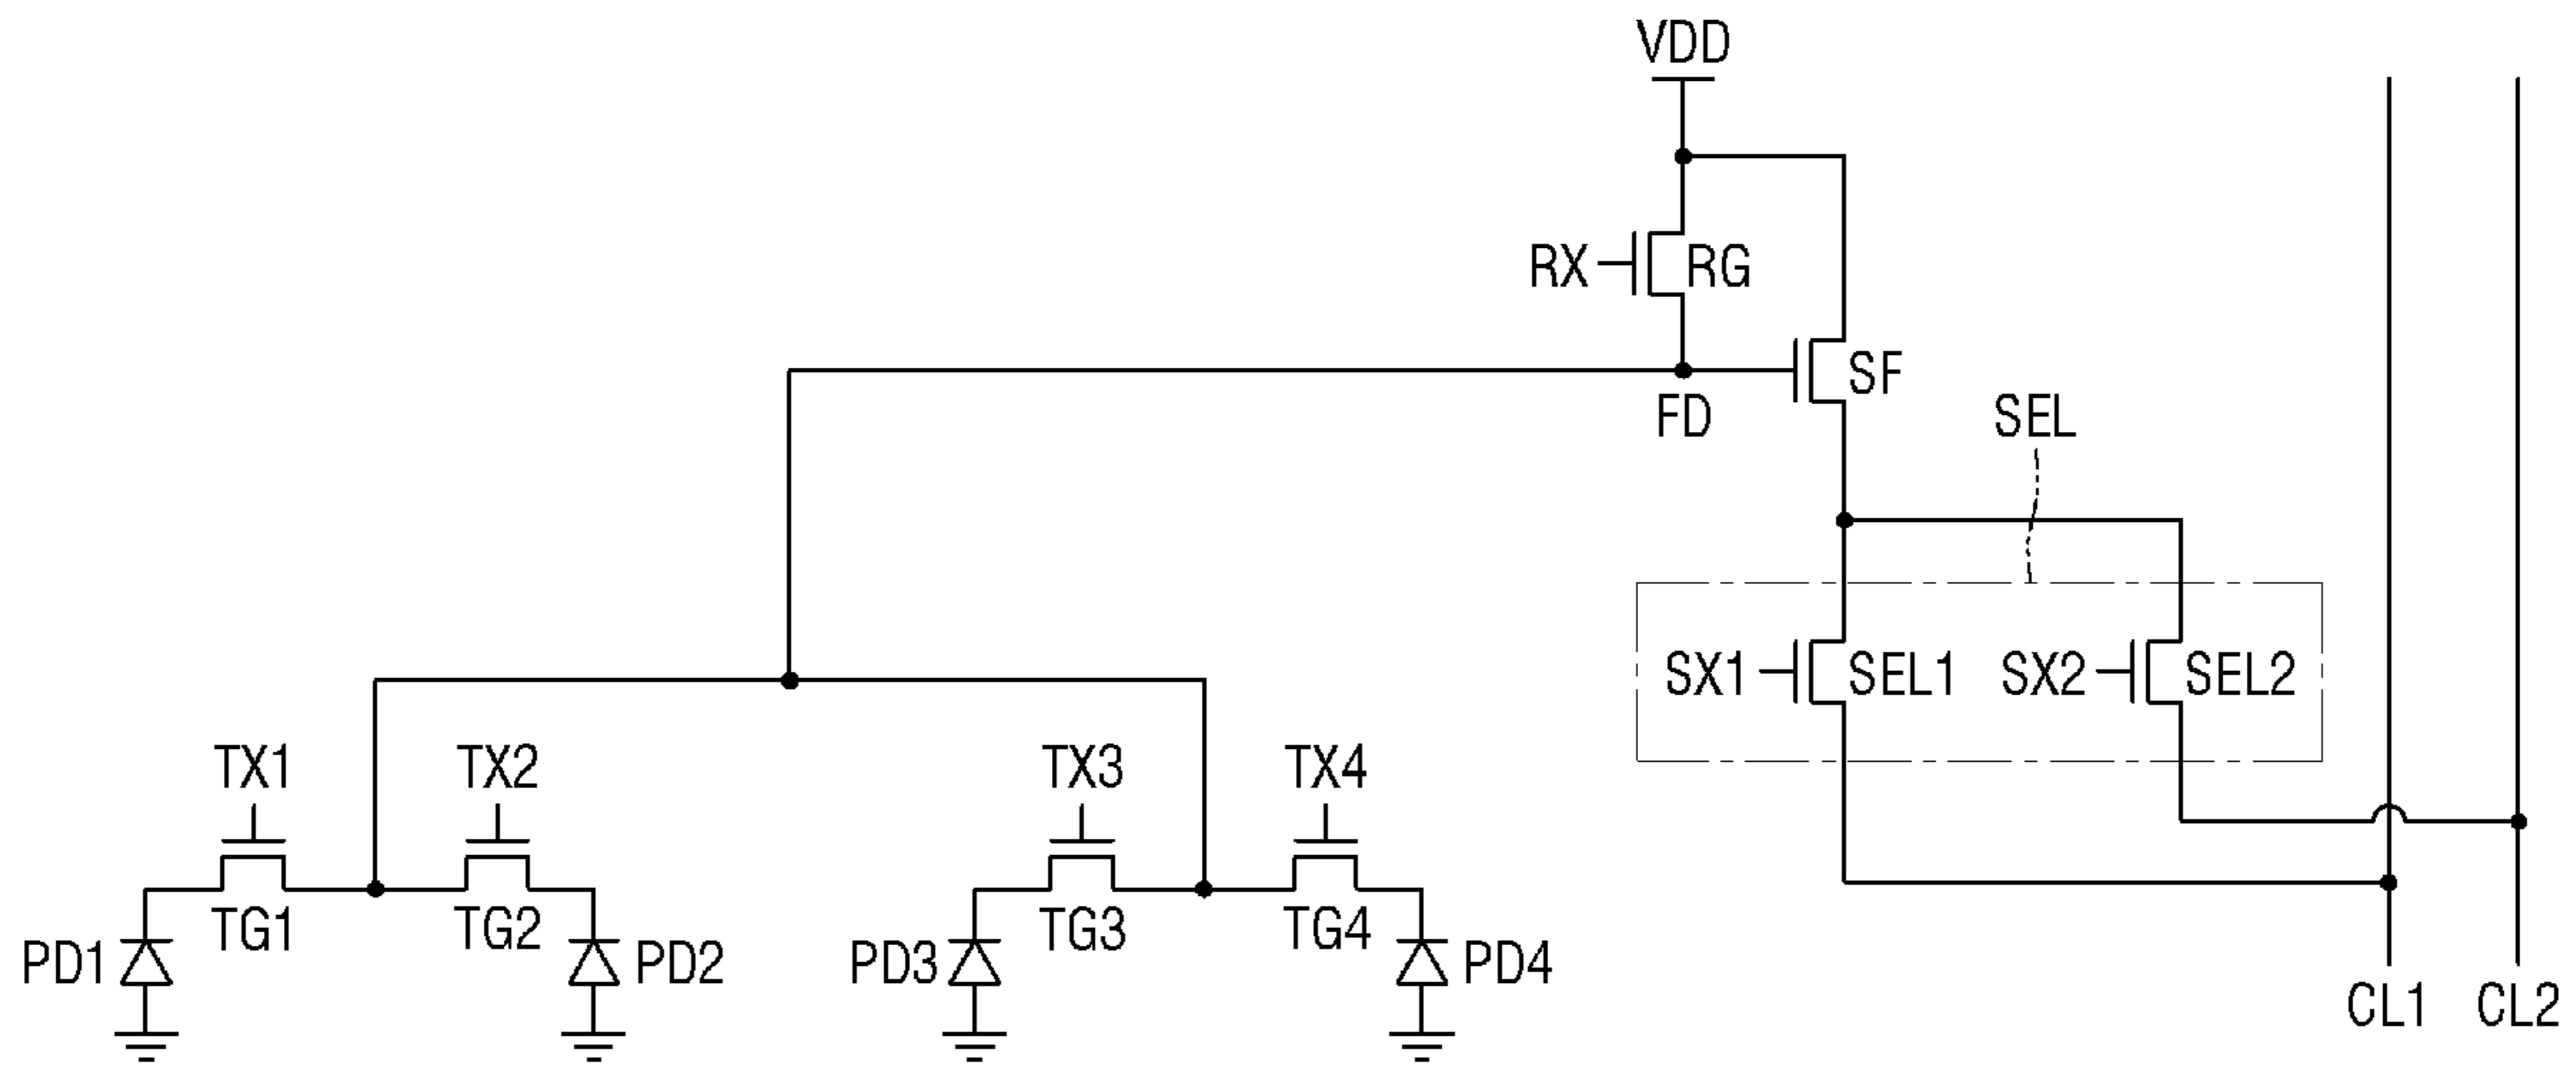 VDD
RX
RG
SF
FD
SEL
SX1
SEL1
SX2
SEL2
TX1
TX2
TX3
TX4
TG1
TG2
TG3
TG4
PD1
PD2
PD3
PD4
CL1
CL2